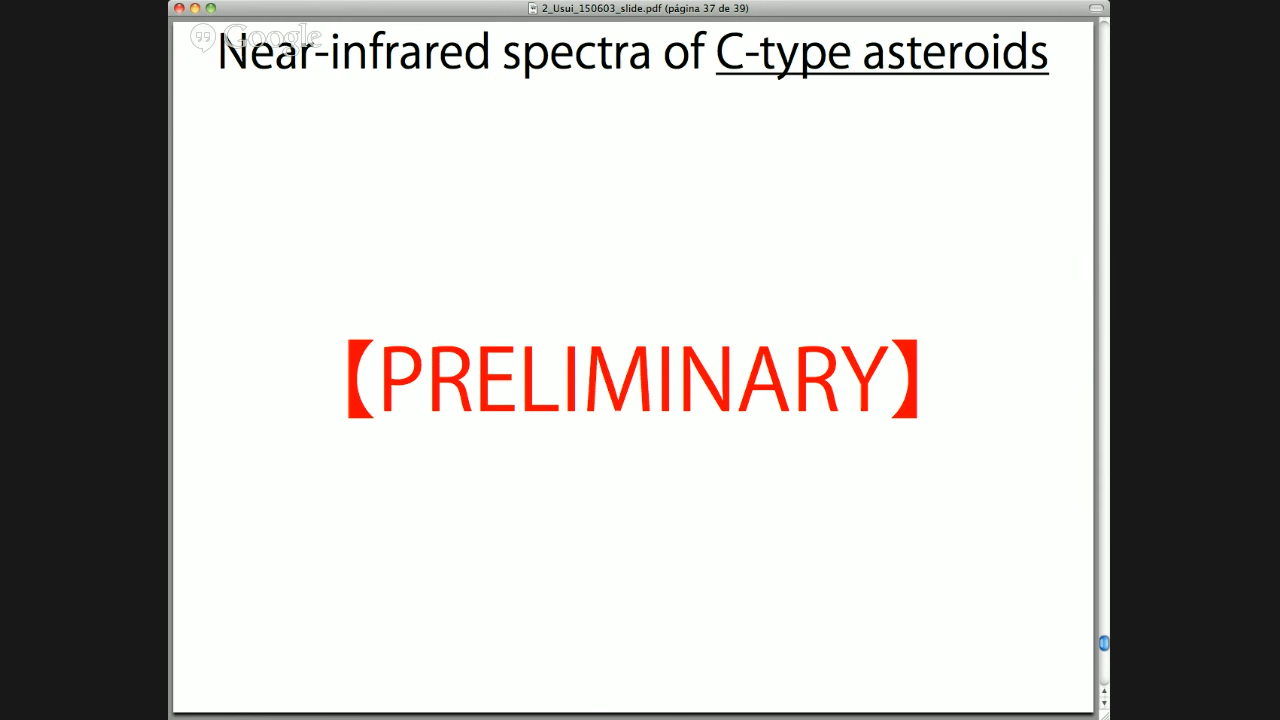 2_Usui_150603_slide.pdf (página 37 de 39)
Google
Near-infrared spectra of C-type asteroids
【PRELIMINARY】